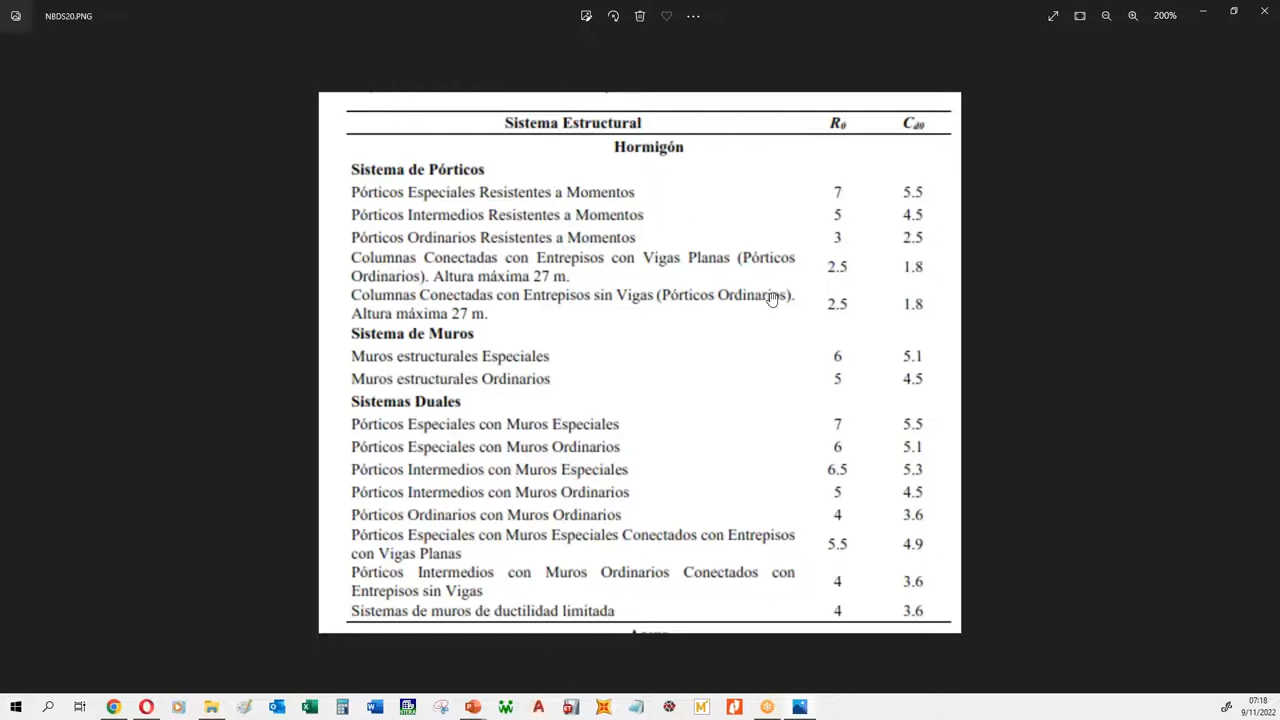 NBDS20.PNG
200%
Sistema Estructural R₀ C_d0
Hormigón
Sistema de Pórticos
Pórticos Especiales Resistentes a Momentos 7 5.5
Pórticos Intermedios Resistentes a Momentos 5 4.5
Pórticos Ordinarios Resistentes a Momentos 3 2.5
Columnas Conectadas con Entrepisos con Vigas Planas (Pórticos
Ordinarios). Altura máxima 27 m. 2.5 1.8
Columnas Conectadas con Entrepisos sin Vigas (Pórticos Ordinarios).
Altura máxima 27 m. 2.5 1.8
Sistema de Muros
Muros estructurales Especiales 6 5.1
Muros estructurales Ordinarios 5 4.5
Sistemas Duales
Pórticos Especiales con Muros Especiales 7 5.5
Pórticos Especiales con Muros Ordinarios 6 5.1
Pórticos Intermedios con Muros Especiales 6.5 5.3
Pórticos Intermedios con Muros Ordinarios 5 4.5
Pórticos Ordinarios con Muros Ordinarios 4 3.6
Pórticos Especiales con Muros Especiales Conectados con Entrepisos
con Vigas Planas 5.5 4.9
Pórticos Intermedios con Muros Ordinarios Conectados con
Entrepisos sin Vigas 4 3.6
Sistemas de muros de ductilidad limitada 4 3.6
07:18
9/11/2022